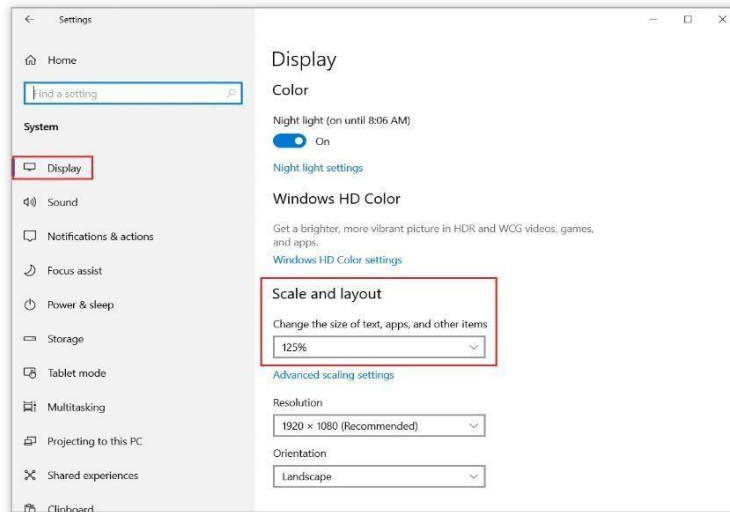 Settings
Home
Find a setting
System
Display
Sound
Notifications & actions
Focus assist
Power & sleep
Storage
Tablet mode
Multitasking
Projecting to this PC
Shared experiences
Clipboard
Display
Color
Night light (on until 8:06 AM)
On
Night light settings
Windows HD Color
Get a brighter, more vibrant picture in HDR and WCG videos, games,
and apps.
Windows HD Color settings
Scale and layout
Change the size of text, apps, and other items
125%
Advanced scaling settings
Resolution
1920 × 1080 (Recommended)
Orientation
Landscape